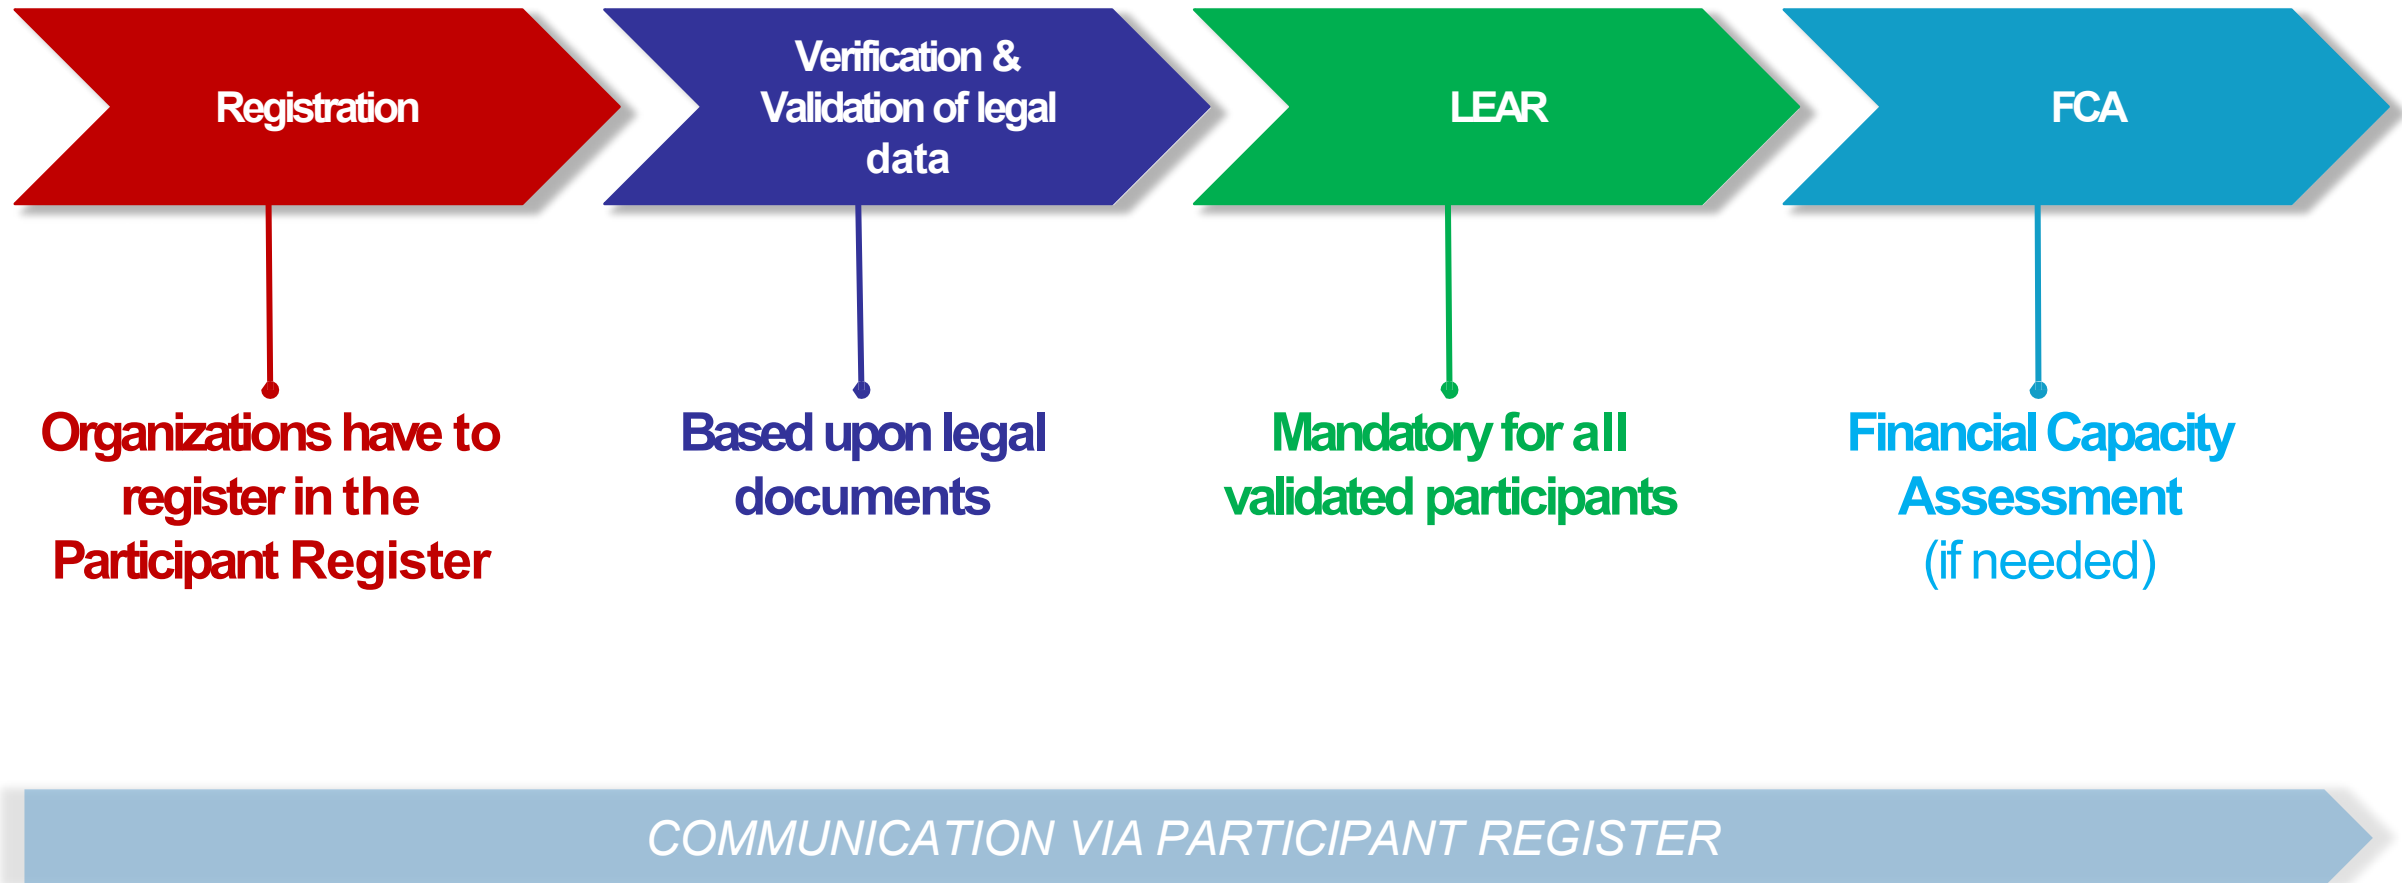 Registration
Verification &
Validation of legal
data
LEAR
FCA
Organizations have to
register in the
Participant Register
Based upon legal
documents
Mandatory for all
validated participants
Financial Capacity
Assessment
(if needed)
COMMUNICATION VIA PARTICIPANT REGISTER